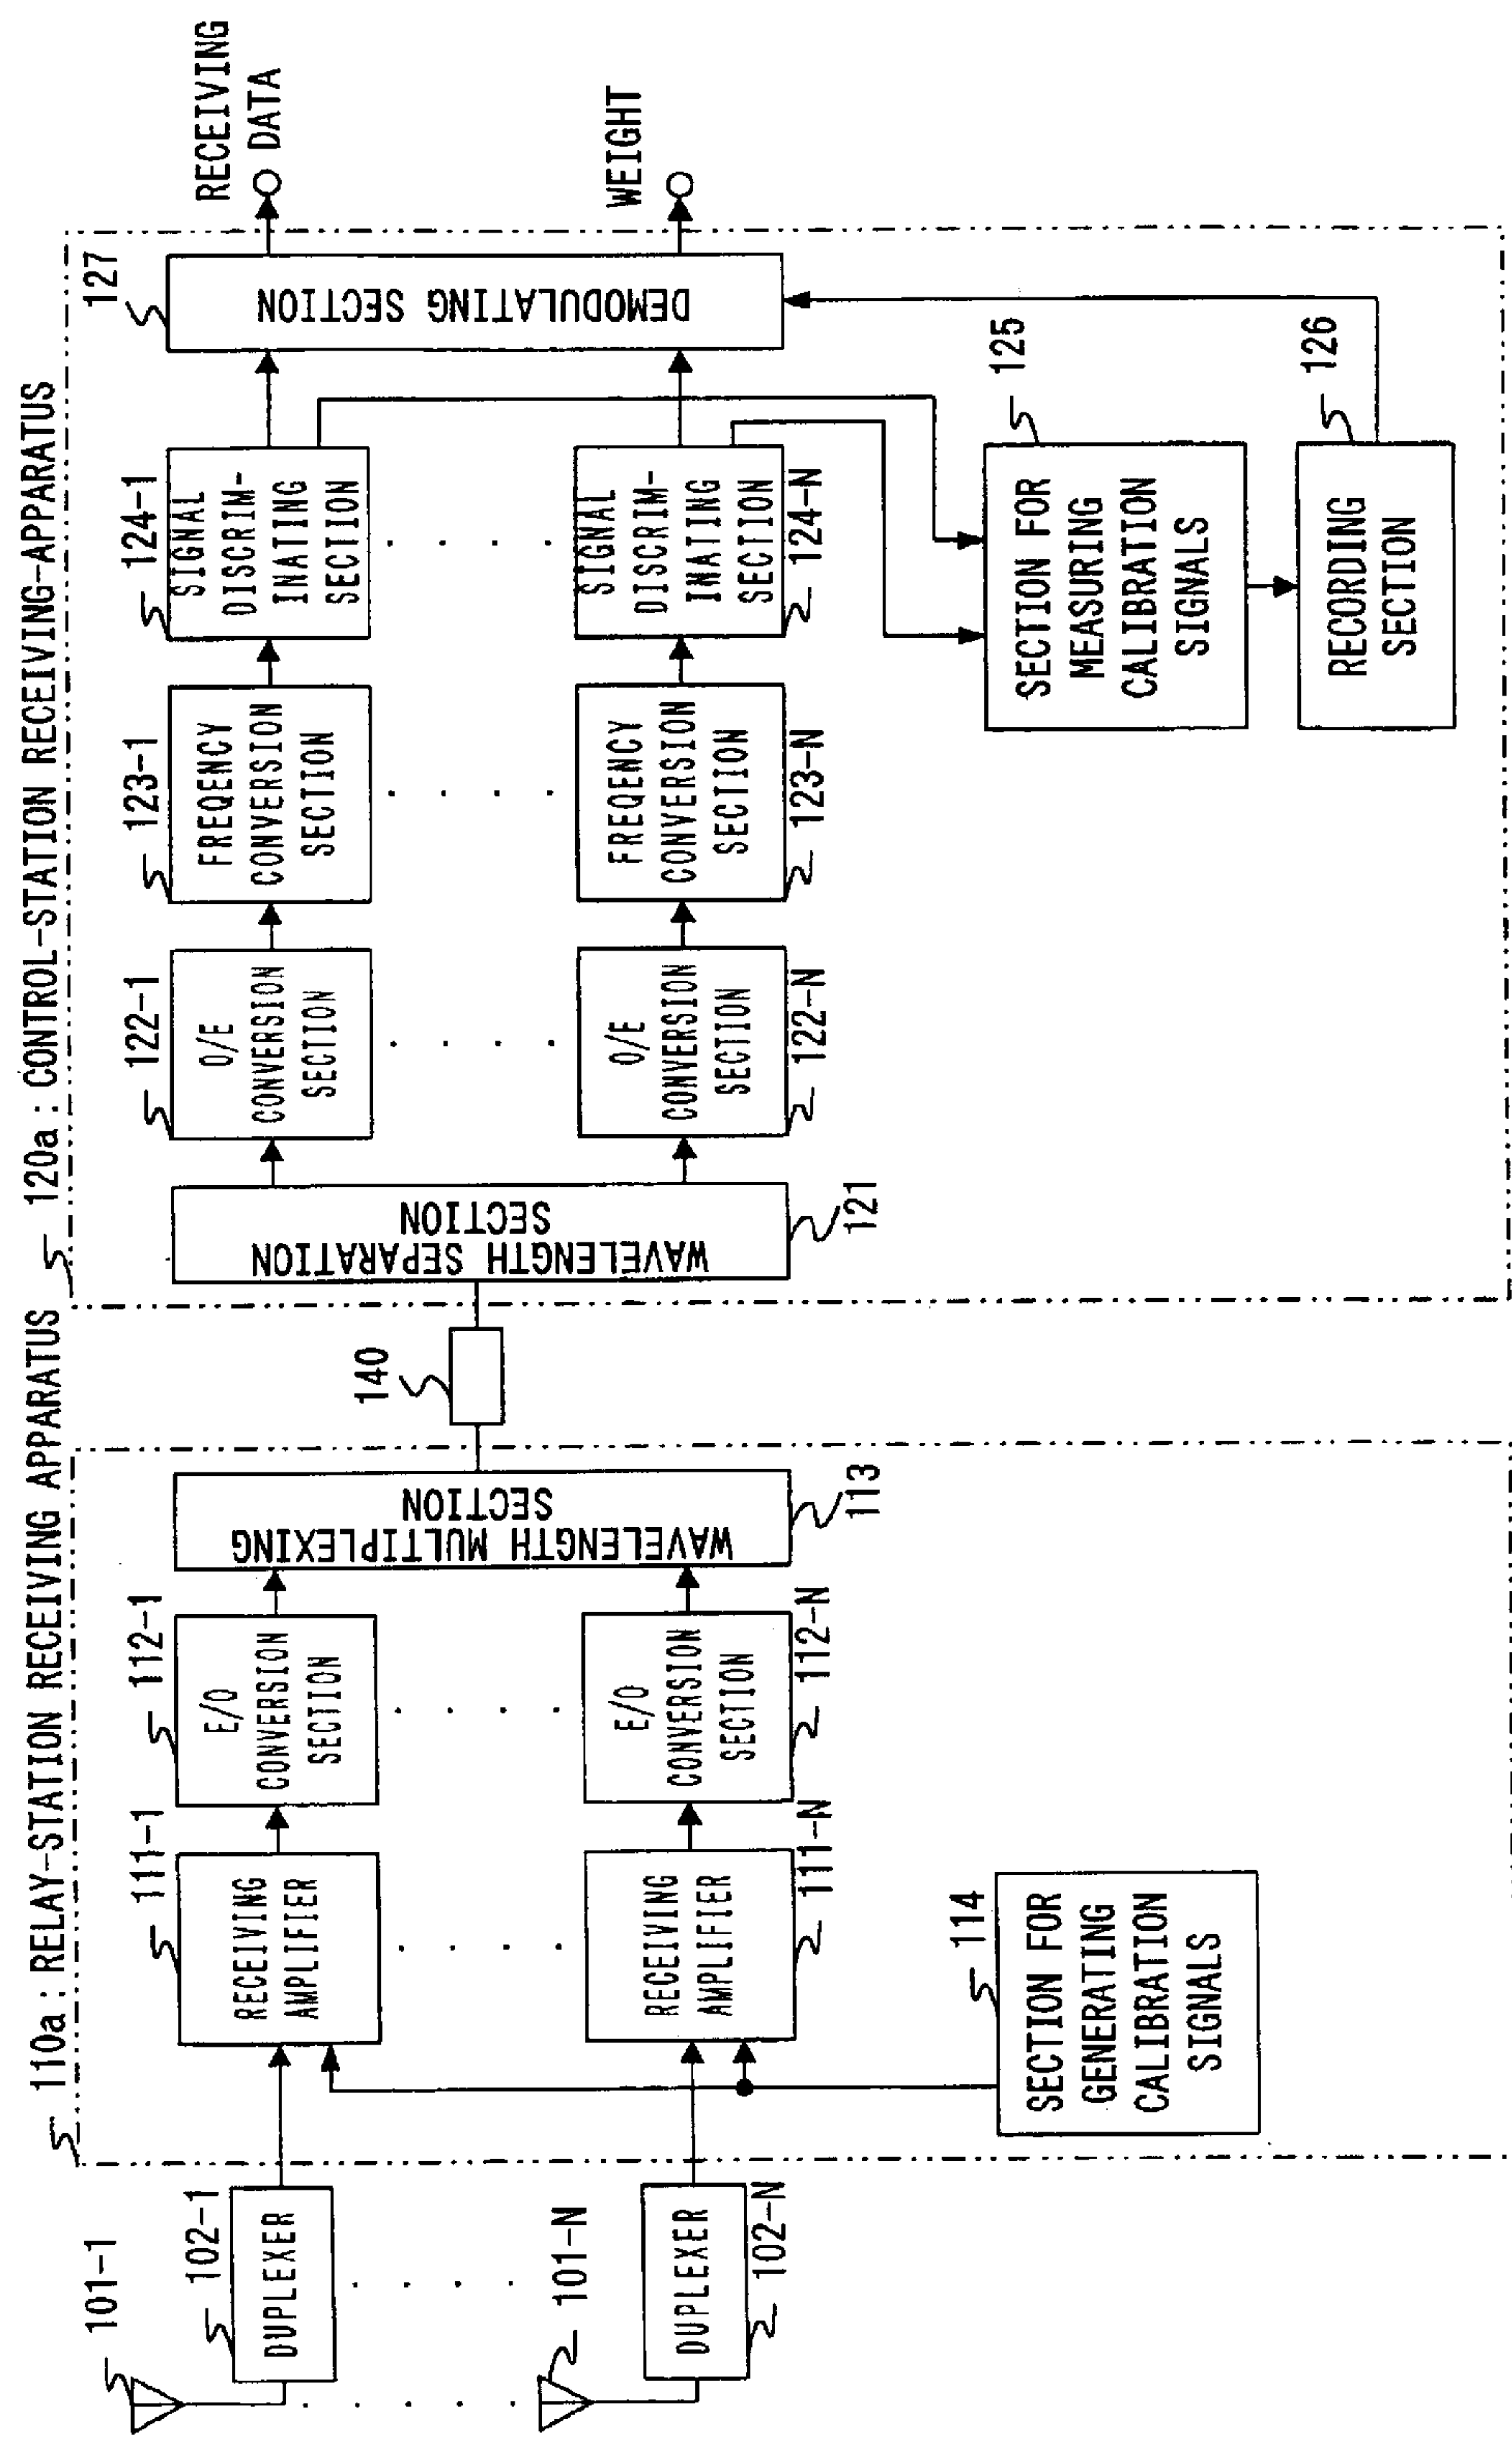 110a : RELAY-STATION RECEIVING APPARATUS
120a : CONTROL-STATION RECEIVING-APPARATUS
101-1
102-1
DUPLEXER
101-N
DUPLEXER
102-N
111-1
RECEIVING
AMPLIFIER
RECEIVING
AMPLIFIER
111-N
114
SECTION FOR
GENERATING
CALIBRATION
SIGNALS
112-1
E/O
CONVERSION
SECTION
E/O
CONVERSION
SECTION
112-N
WAVELENGTH MULTIPLEXING
SECTION
113
140
WAVELENGTH SEPARATION
SECTION
121
122-1
O/E
CONVERSION
SECTION
O/E
CONVERSION
SECTION
122-N
123-1
FREQENCY
CONVERSION
SECTION
FREQENCY
CONVERSION
SECTION
123-N
124-1
SIGNAL
DISCRIM-
INATING
SECTION
SIGNAL
DISCRIM-
INATING
SECTION
124-N
125
SECTION FOR
MEASURING
CALIBRATION
SIGNALS
126
RECORDING
SECTION
127
DEMODULATING SECTION
RECEIVING
DATA
WEIGHT